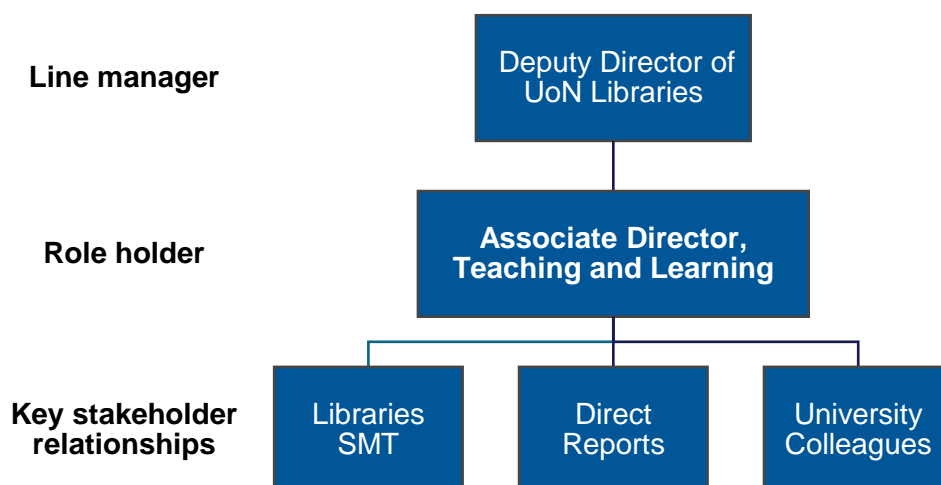 Line manager
Deputy Director of
UoN Libraries
Role holder
Associate Director,
Teaching and Learning
Key stakeholder
relationships
Libraries
SMT
Direct
Reports
University
Colleagues